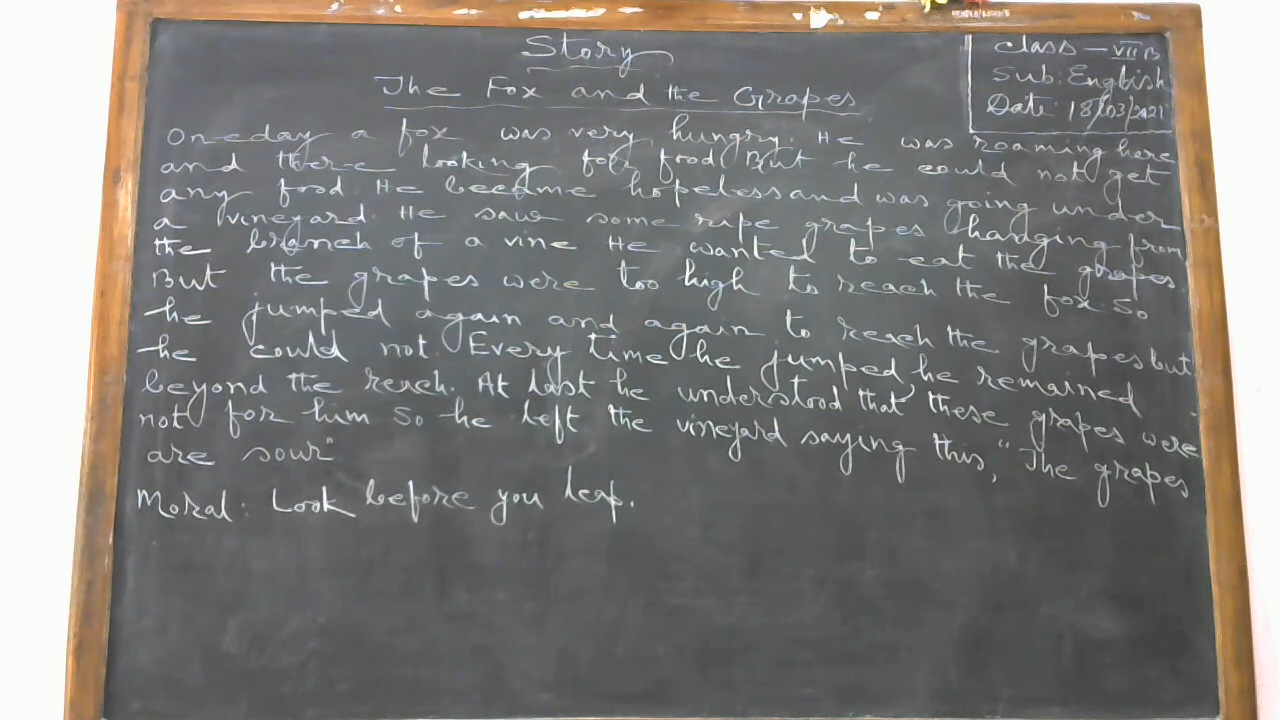 Story
Class - VII B
Sub: English
Date: 18/03/2021
The Fox and the Grapes
One day a fox was very hungry. He was roaming here
and there looking for food. But he could not get
any food. He became hopeless and was going under
a vineyard. He saw some ripe grapes hanging from
the branch of a vine. He wanted to eat the grapes.
But the grapes were too high to reach the fox. So
he jumped again and again to reach the grapes but
he could not. Every time he jumped, he remained
beyond the reach. At last he understood that these grapes were
not for him. So he left the vineyard saying this, "The grapes
are sour"
Moral: Look before you leap.